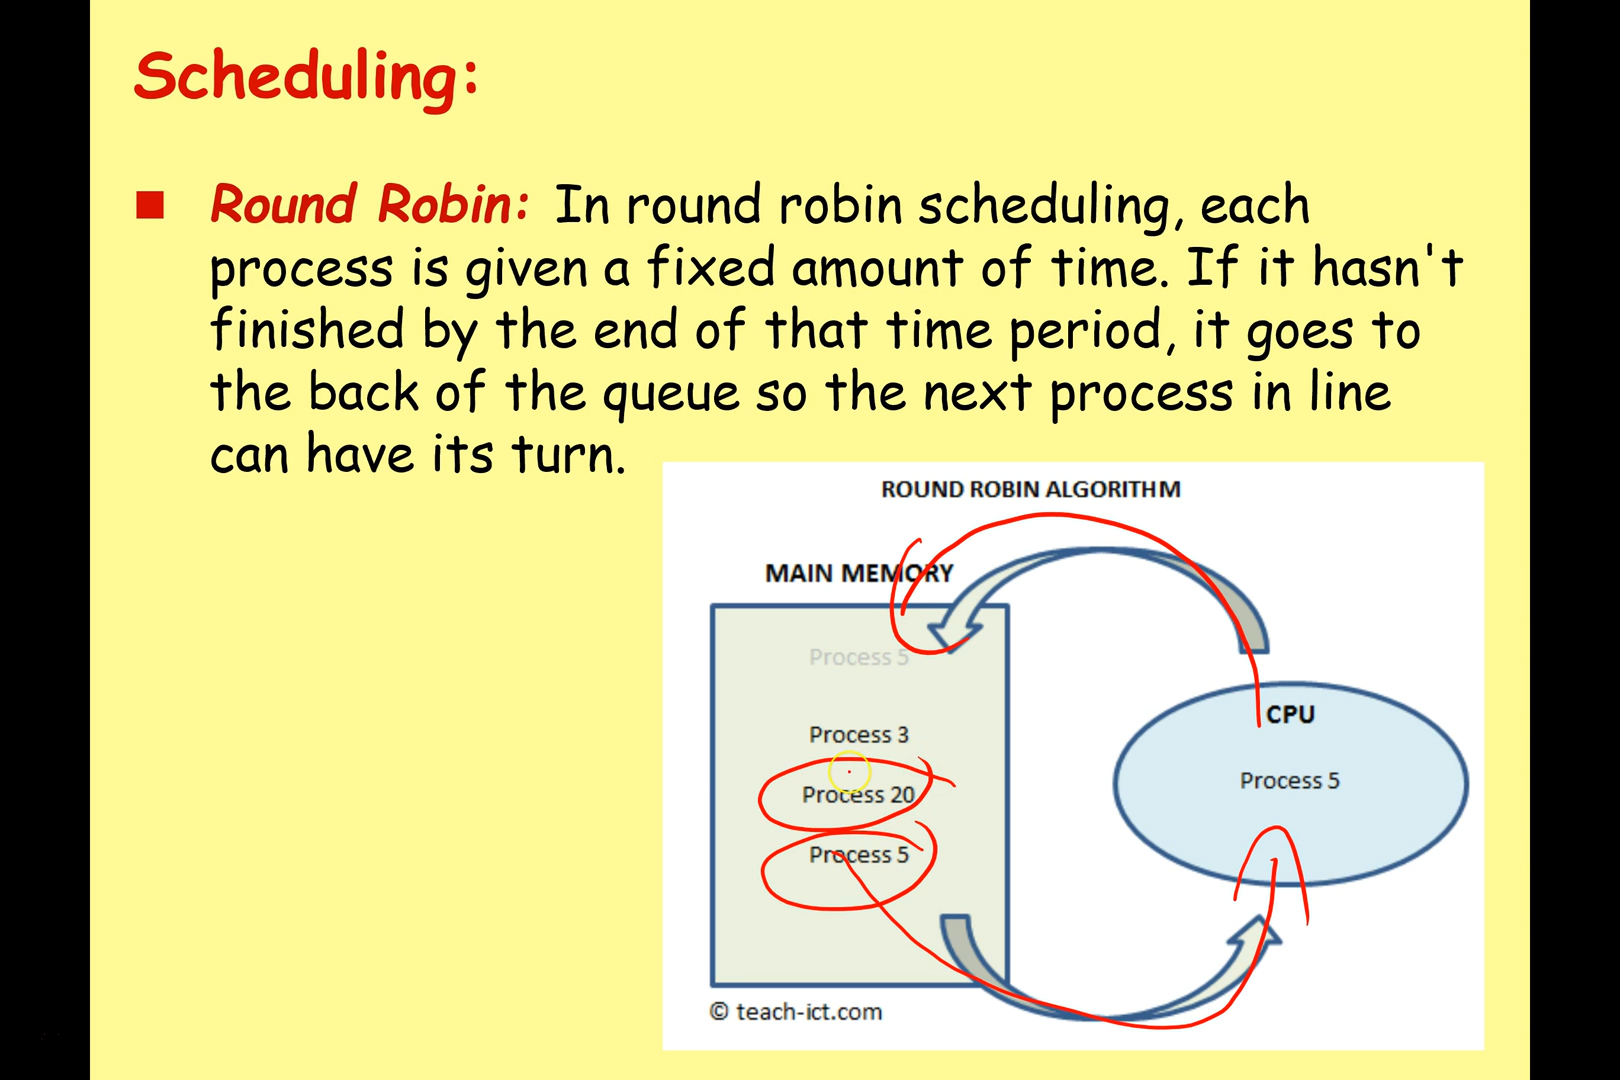 Scheduling:
Round Robin: In round robin scheduling, each
process is given a fixed amount of time. If it hasn't
finished by the end of that time period, it goes to
the back of the queue so the next process in line
can have its turn.
ROUND ROBIN ALGORITHM
MAIN MEMORY
Process 5
Process 3
Process 20
Process 5
CPU
Process 5
© teach-ict.com